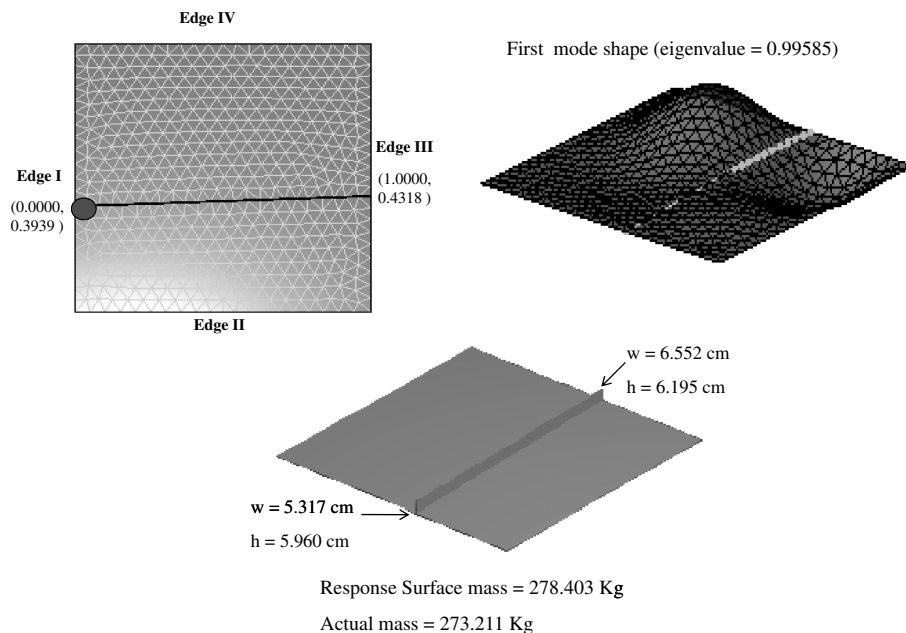 Edge IV
First mode shape (eigenvalue = 0.99585)
Edge III
(1.0000,
0.4318 )
Edge I
(0.0000,
0.3939 )
Edge II
w = 6.552 cm
h = 6.195 cm
w = 5.317 cm
h = 5.960 cm
Response Surface mass = 278.403 Kg
Actual mass = 273.211 Kg